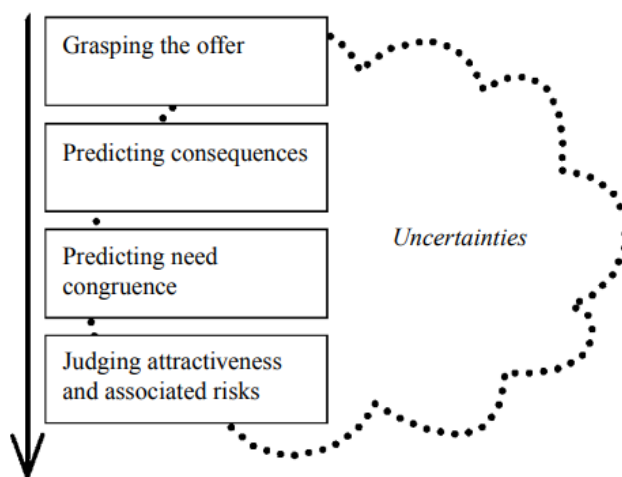 Grasping the offer
Predicting consequences
Uncertainties
Predicting need
congruence
Judging attractiveness
and associated risks